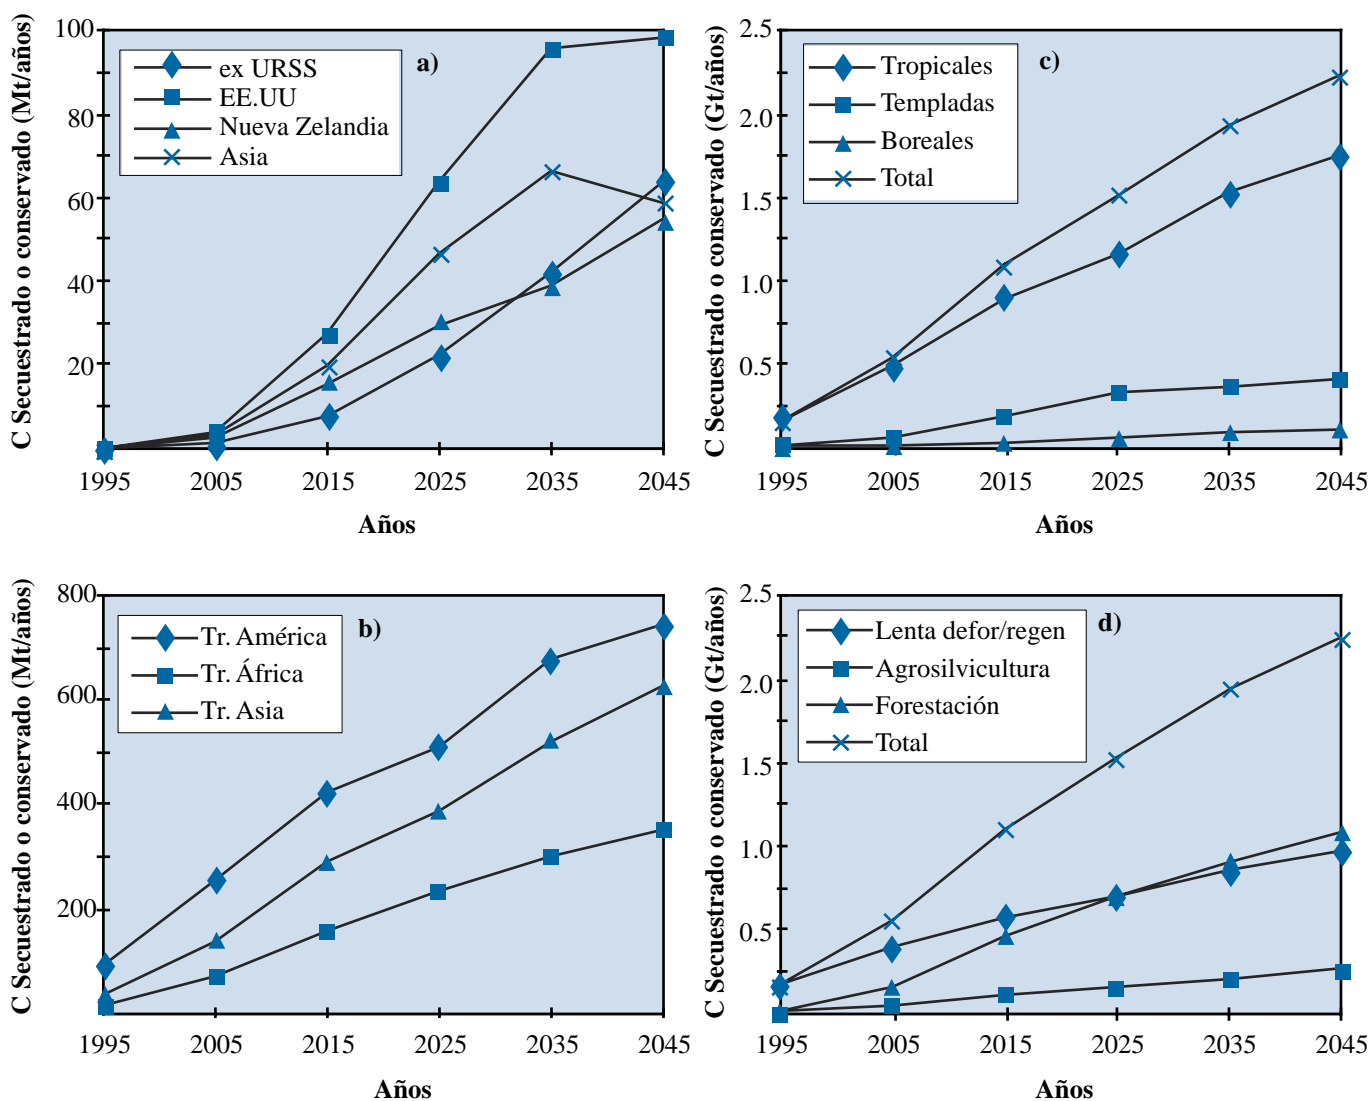 C Secuestrado o conservado (Mt/años)
100
80
60
40
20
ex URSS
EE.UU
Nueva Zelandia
Asia
a)
1995 2005 2015 2025 2035 2045
Años
C Secuestrado o conservado (Gt/años)
2.5
2.0
1.5
1.0
0.5
Tropicales
Templadas
Boreales
Total
c)
1995 2005 2015 2025 2035 2045
Años
C Secuestrado o conservado (Mt/años)
800
600
400
200
Tr. América
Tr. África
Tr. Asia
b)
1995 2005 2015 2025 2035 2045
Años
C Secuestrado o conservado (Gt/años)
2.5
2.0
1.5
1.0
0.5
Lenta defor/regen
Agrosilvicultura
Forestación
Total
d)
1995 2005 2015 2025 2035 2045
Años